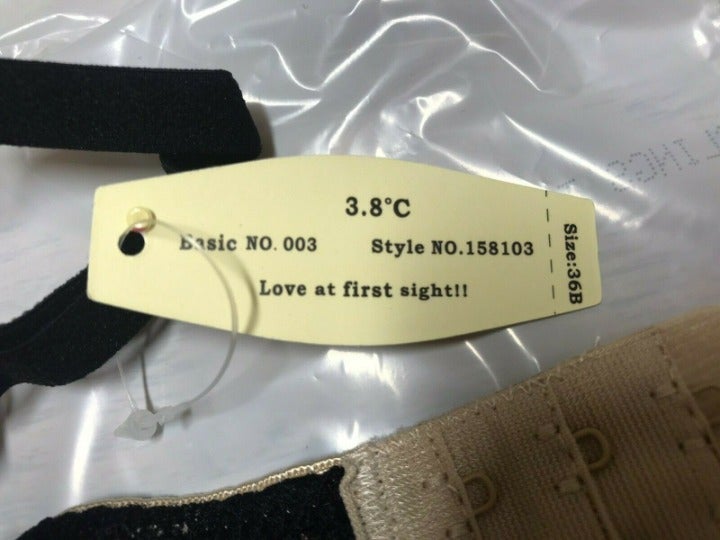 3.8°C
Basic NO. 003 Style NO.158103
Love at first sight!!
Size:36B